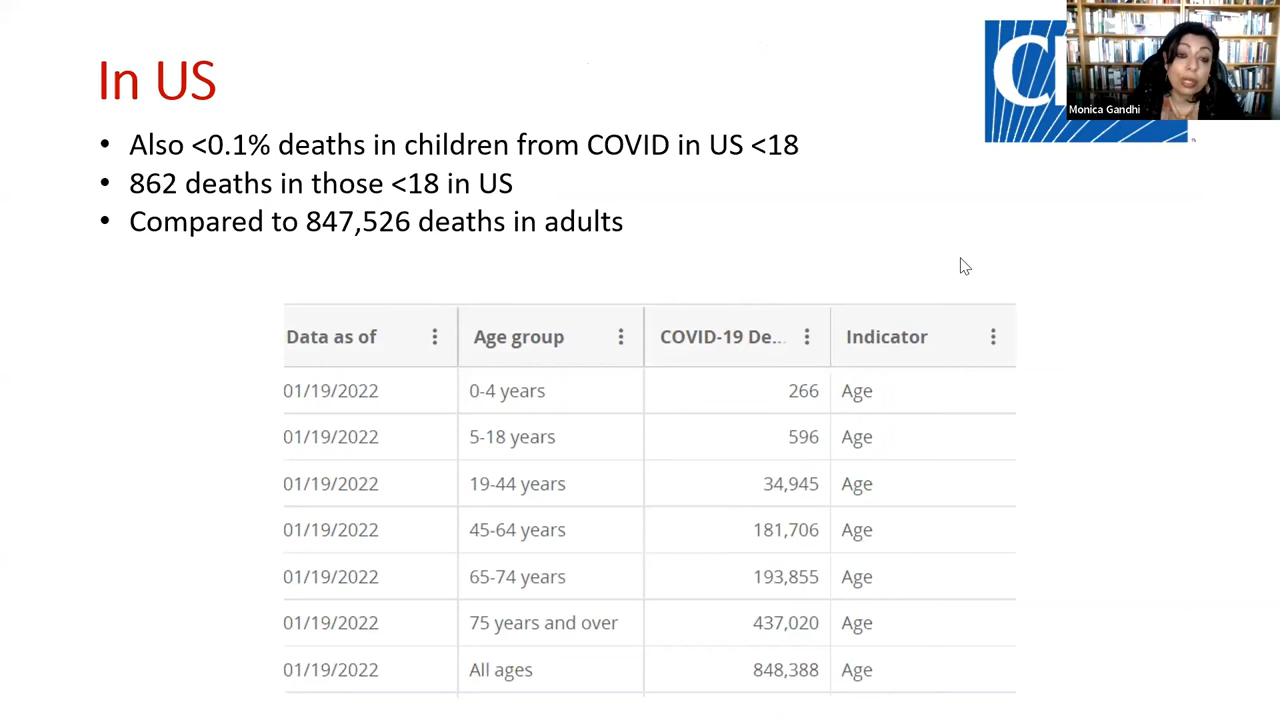 In US
• Also <0.1% deaths in children from COVID in US <18
• 862 deaths in those <18 in US
• Compared to 847,526 deaths in adults
Monica Gandhi
Data as of Age group COVID-19 De... Indicator
01/19/2022 0-4 years 266 Age
01/19/2022 5-18 years 596 Age
01/19/2022 19-44 years 34,945 Age
01/19/2022 45-64 years 181,706 Age
01/19/2022 65-74 years 193,855 Age
01/19/2022 75 years and over 437,020 Age
01/19/2022 All ages 848,388 Age